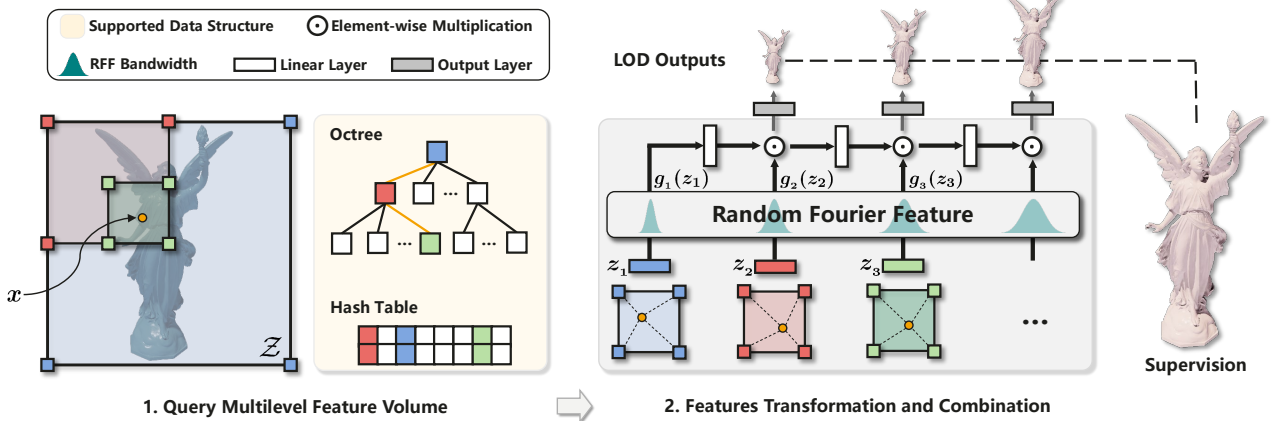 Supported Data Structure
Element-wise Multiplication
RFF Bandwidth
Linear Layer
Output Layer
x
𝒵
Octree
Hash Table
1. Query Multilevel Feature Volume
LOD Outputs
g₁(z₁)
g₂(z₂)
g₃(z₃)
Random Fourier Feature
z₁
z₂
z₃
...
Supervision
2. Features Transformation and Combination